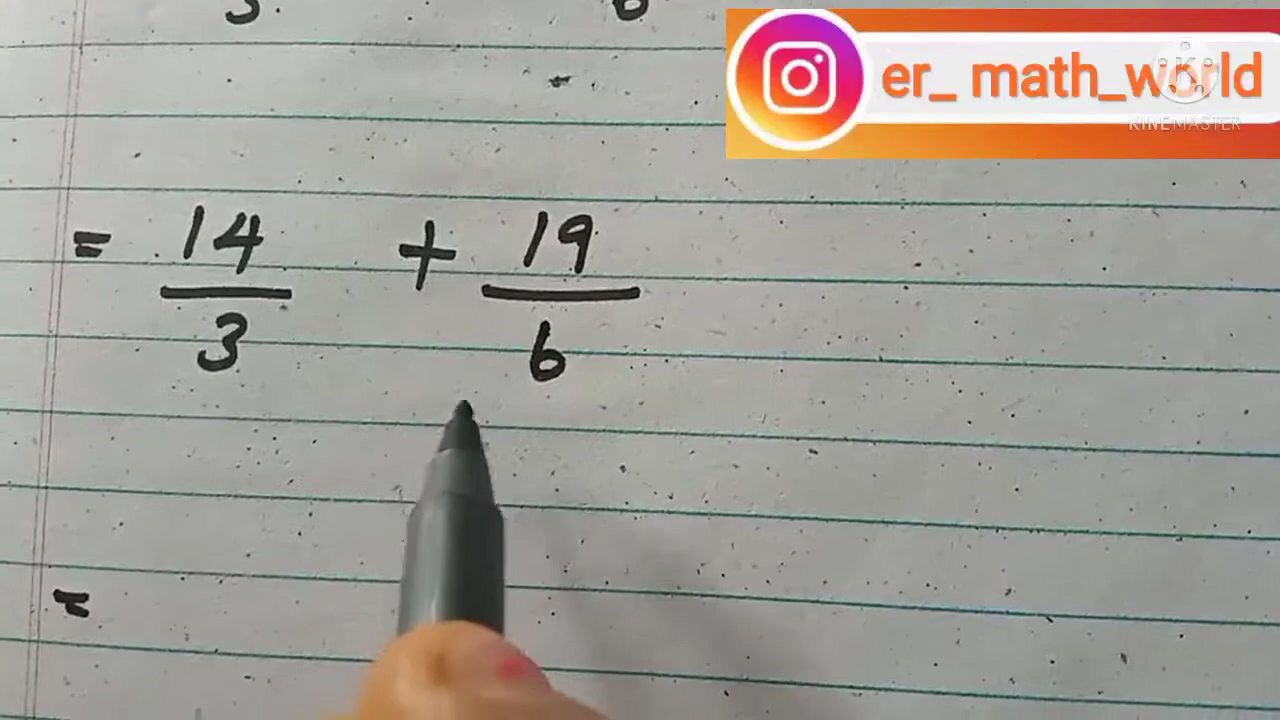 er_ math_world
KINEMASTER
= 14/3 + 19/6
=